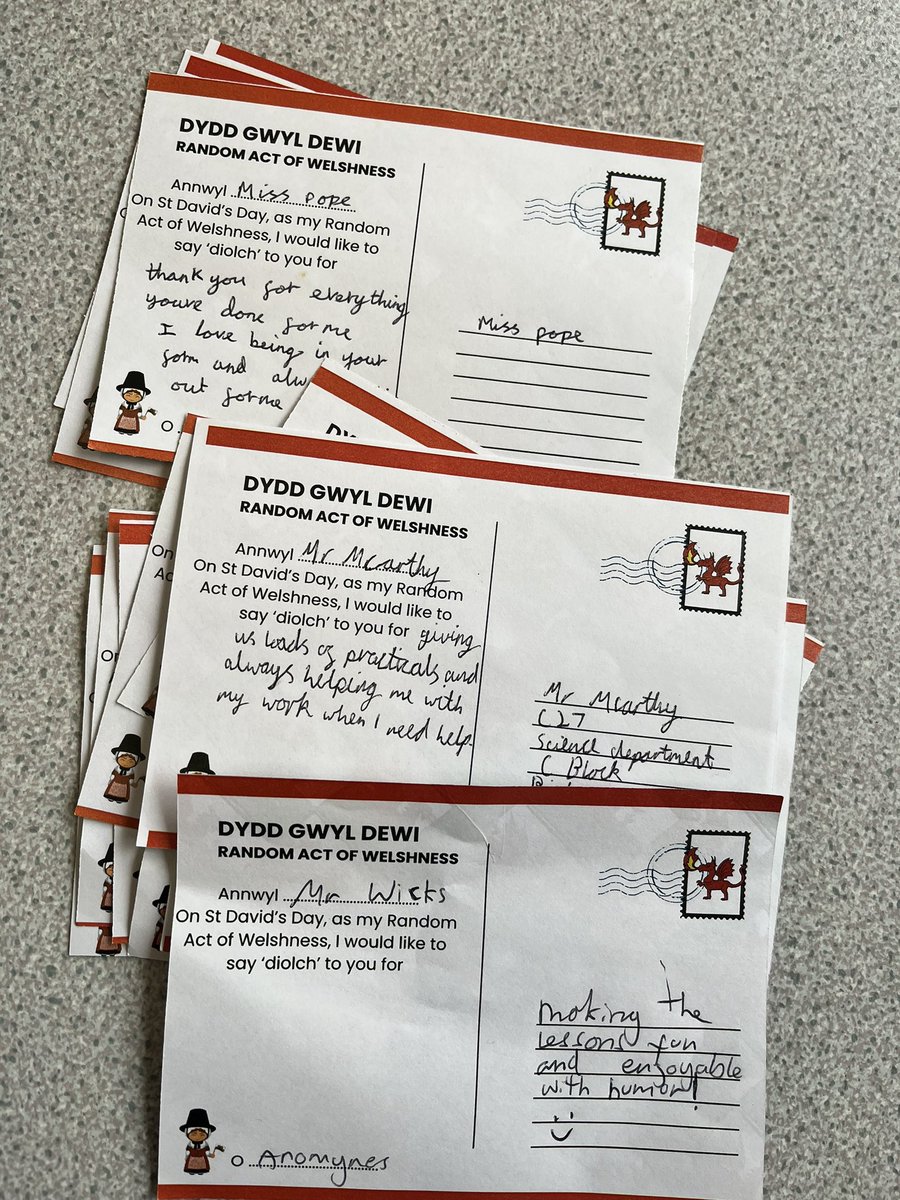 DYDD GWYL DEWI
RANDOM ACT OF WELSHNESS
Annwyl Miss pope
On St David's Day, as my Random
Act of Welshness, I would like to
say 'diolch' to you for
thank you for everything
youve done for me
I love being in your
form and
out for me
O
Miss pope
DYDD GWYL DEWI
RANDOM ACT OF WELSHNESS
Annwyl Mr Mcarthy
On St David's Day, as my Random
Act of Welshness, I would like to
say 'diolch' to you for giving
us loads of practicals and
always helping me with
my work when I need help.
Mr Mcarthy
C27
Science department
C Block
DYDD GWYL DEWI
RANDOM ACT OF WELSHNESS
Annwyl Mr Wicks
On St David's Day, as my Random
Act of Welshness, I would like to
say 'diolch' to you for
O Anomynes
making the
lessons fun
and enjoyable
with humor!